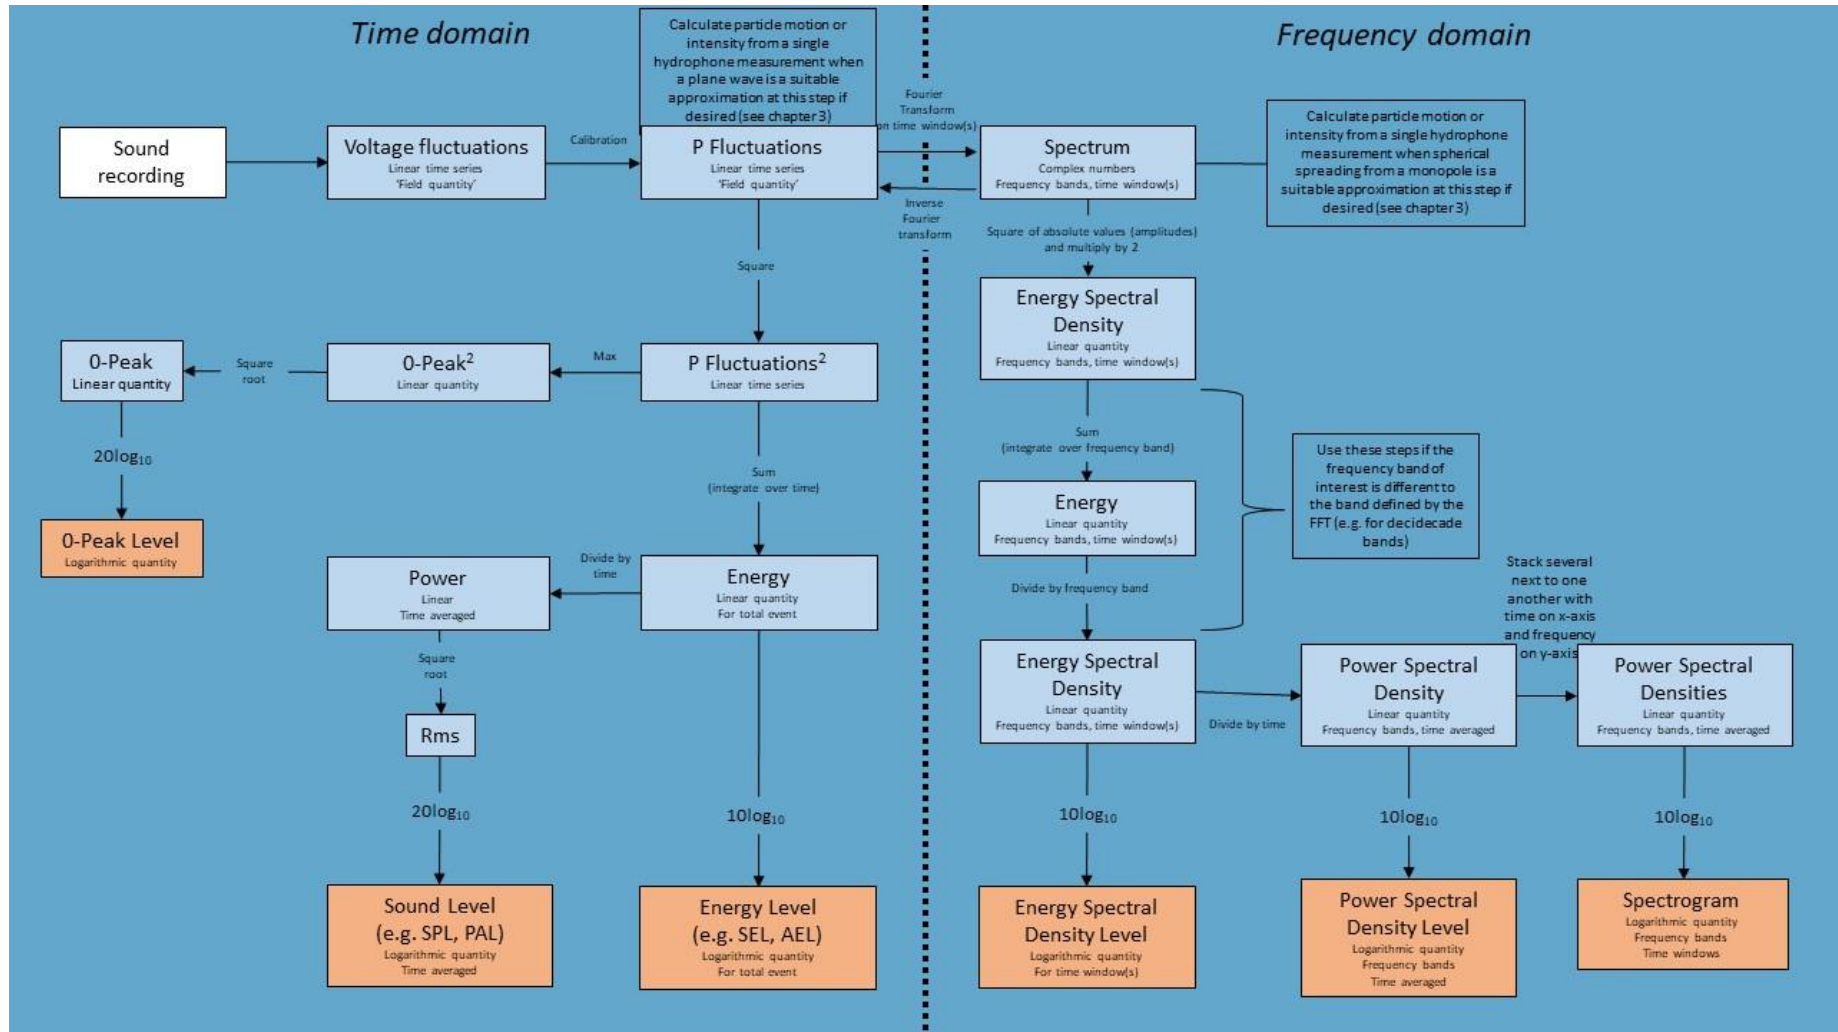 Time domain
Frequency domain
Calculate particle motion or
intensity from a single
hydrophone measurement when
a plane wave is a suitable
approximation at this step if
desired (see chapter 3)
Fourier
Transform
on time window(s)
Calculate particle motion or
intensity from a single hydrophone
measurement when spherical
spreading from a monopole is a
suitable approximation at this step if
desired (see chapter 3)
Sound
recording
Voltage fluctuations
Linear time series
'Field quantity'
Calibration
P Fluctuations
Linear time series
'Field quantity'
Spectrum
Complex numbers
Frequency bands, time window(s)
Inverse
Fourier
transform
Square
Square of absolute values (amplitudes)
and multiply by 2
Energy Spectral
Density
Linear quantity
Frequency bands, time window(s)
0-Peak
Linear quantity
Square
root
0-Peak²
Linear quantity
Max
P Fluctuations²
Linear time series
20log₁₀
0-Peak Level
Logarithmic quantity
Sum
(integrate over time)
Sum
(integrate over frequency band)
Use these steps if the
frequency band of
interest is different to
the band defined by the
FFT (e.g. for decidecade
bands)
Energy
Linear quantity
Frequency bands, time window(s)
Power
Linear
Time averaged
Divide by
time
Energy
Linear quantity
For total event
Divide by frequency band
Stack several
next to one
another with
time on x-axis
and frequency
on y-axis
Square
root
Rms
Energy Spectral
Density
Linear quantity
Frequency bands, time window(s)
Divide by time
Power Spectral
Density
Linear quantity
Frequency bands, time averaged
Power Spectral
Densities
Linear quantity
Frequency bands, time averaged
20log₁₀
10log₁₀
10log₁₀
10log₁₀
10log₁₀
Sound Level
(e.g. SPL, PAL)
Logarithmic quantity
Time averaged
Energy Level
(e.g. SEL, AEL)
Logarithmic quantity
For total event
Energy Spectral
Density Level
Logarithmic quantity
For time window(s)
Power Spectral
Density Level
Logarithmic quantity
Frequency bands
Time averaged
Spectrogram
Logarithmic quantity
Frequency bands
Time windows